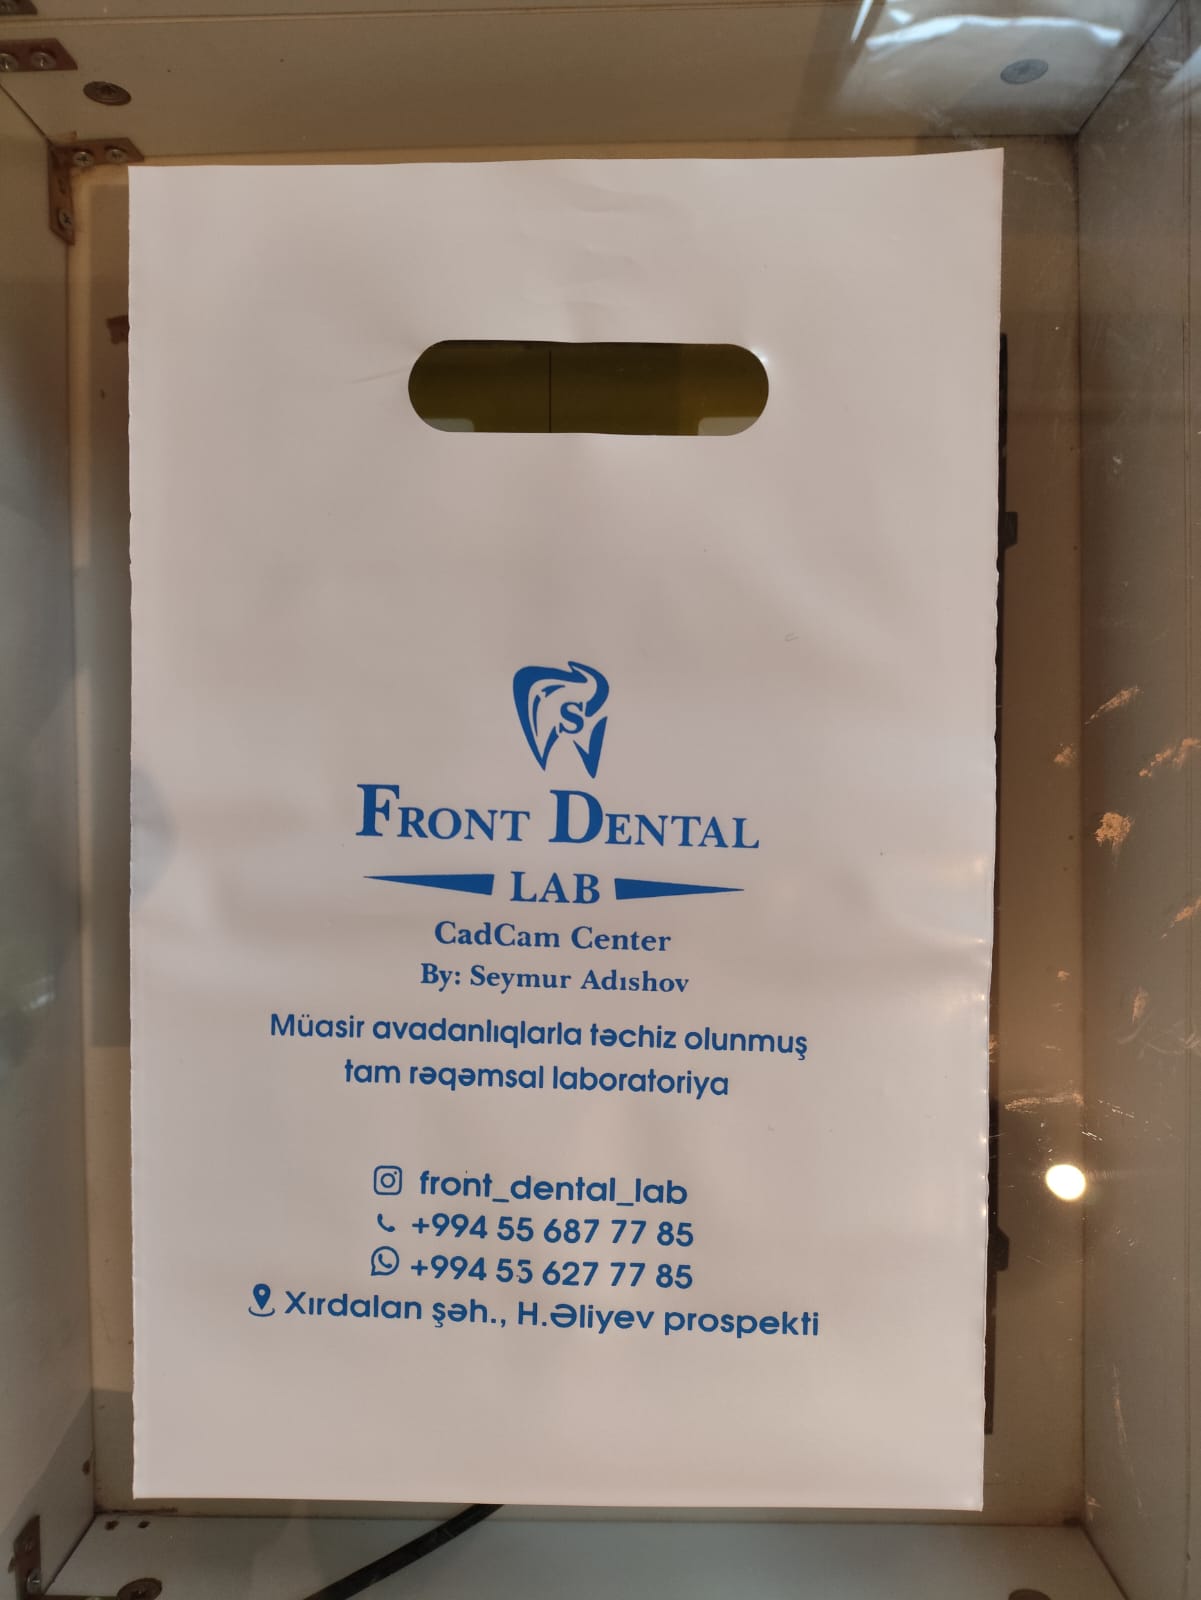 S
FRONT DENTAL
LAB
CadCam Center
By: Seymur Adıshov
Müasir avadanlıqlarla təchiz olunmuş
tam rəqəmsal laboratoriya
front_dental_lab
+994 55 687 77 85
+994 55 627 77 85
Xırdalan şəh., H.Əliyev prospekti